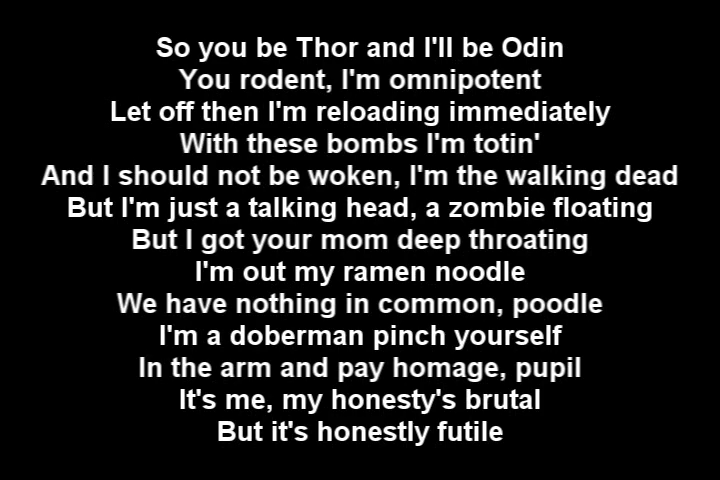 So you be Thor and I'll be Odin
You rodent, I'm omnipotent
Let off then I'm reloading immediately
With these bombs I'm totin'
And I should not be woken, I'm the walking dead
But I'm just a talking head, a zombie floating
But I got your mom deep throating
I'm out my ramen noodle
We have nothing in common, poodle
I'm a doberman pinch yourself
In the arm and pay homage, pupil
It's me, my honesty's brutal
But it's honestly futile